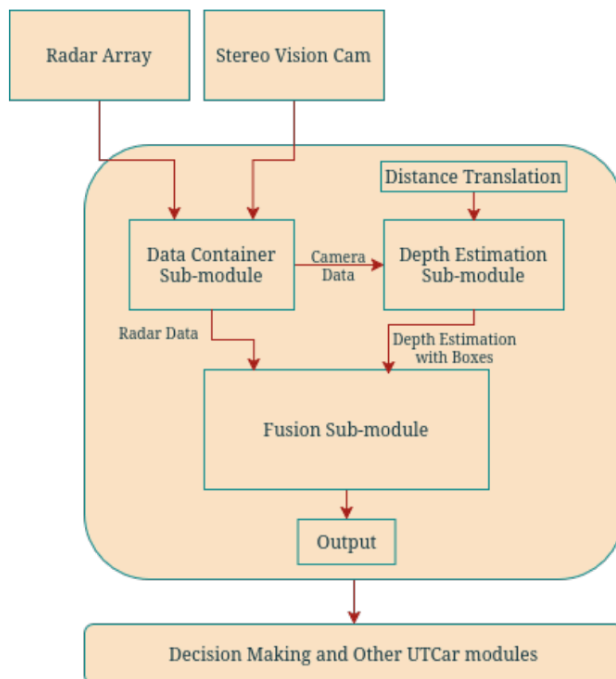 Radar Array
Stereo Vision Cam
Distance Translation
Data Container
Sub-module
Camera
Data
Depth Estimation
Sub-module
Radar Data
Depth Estimation
with Boxes
Fusion Sub-module
Output
Decision Making and Other UTCar modules